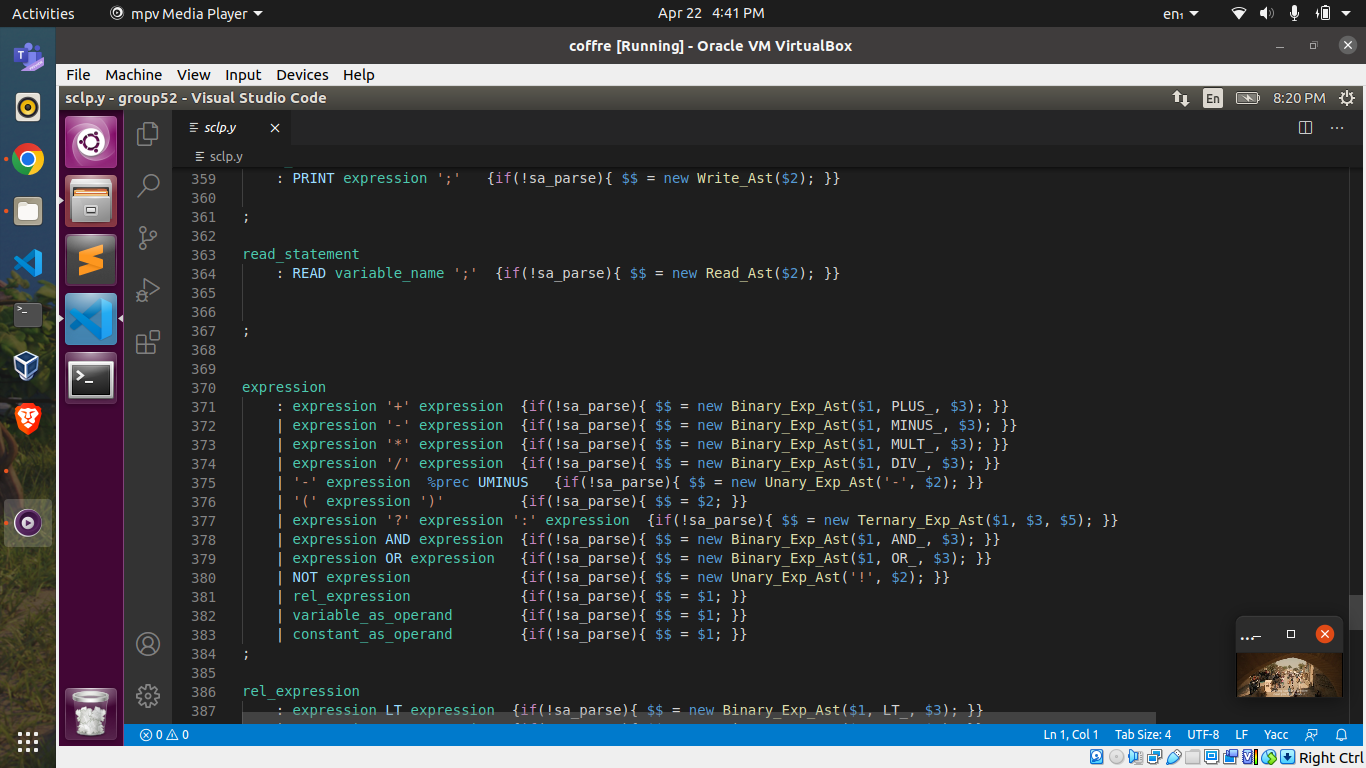 Activities mpv Media Player Apr 22 4:41 PM en₁
coffre [Running] - Oracle VM VirtualBox
File Machine View Input Devices Help
sclp.y - group52 - Visual Studio Code En 8:20 PM
sclp.y
sclp.y
359 : PRINT expression ';' {if(!sa_parse){ $$ = new Write_Ast($2); }}
360
361 ;
362
363 read_statement
364 : READ variable_name ';' {if(!sa_parse){ $$ = new Read_Ast($2); }}
365
366
367 ;
368
369
370 expression
371 : expression '+' expression {if(!sa_parse){ $$ = new Binary_Exp_Ast($1, PLUS_, $3); }}
372 | expression '-' expression {if(!sa_parse){ $$ = new Binary_Exp_Ast($1, MINUS_, $3); }}
373 | expression '*' expression {if(!sa_parse){ $$ = new Binary_Exp_Ast($1, MULT_, $3); }}
374 | expression '/' expression {if(!sa_parse){ $$ = new Binary_Exp_Ast($1, DIV_, $3); }}
375 | '-' expression %prec UMINUS {if(!sa_parse){ $$ = new Unary_Exp_Ast('-', $2); }}
376 | '(' expression ')' {if(!sa_parse){ $$ = $2; }}
377 | expression '?' expression ':' expression {if(!sa_parse){ $$ = new Ternary_Exp_Ast($1, $3, $5); }}
378 | expression AND expression {if(!sa_parse){ $$ = new Binary_Exp_Ast($1, AND_, $3); }}
379 | expression OR expression {if(!sa_parse){ $$ = new Binary_Exp_Ast($1, OR_, $3); }}
380 | NOT expression {if(!sa_parse){ $$ = new Unary_Exp_Ast('!', $2); }}
381 | rel_expression {if(!sa_parse){ $$ = $1; }}
382 | variable_as_operand {if(!sa_parse){ $$ = $1; }}
383 | constant_as_operand {if(!sa_parse){ $$ = $1; }}
384 ;
385
386 rel_expression
387 : expression LT expression {if(!sa_parse){ $$ = new Binary_Exp_Ast($1, LT_, $3); }}
0 0 Ln 1, Col 1 Tab Size: 4 UTF-8 LF Yacc
Right Ctrl